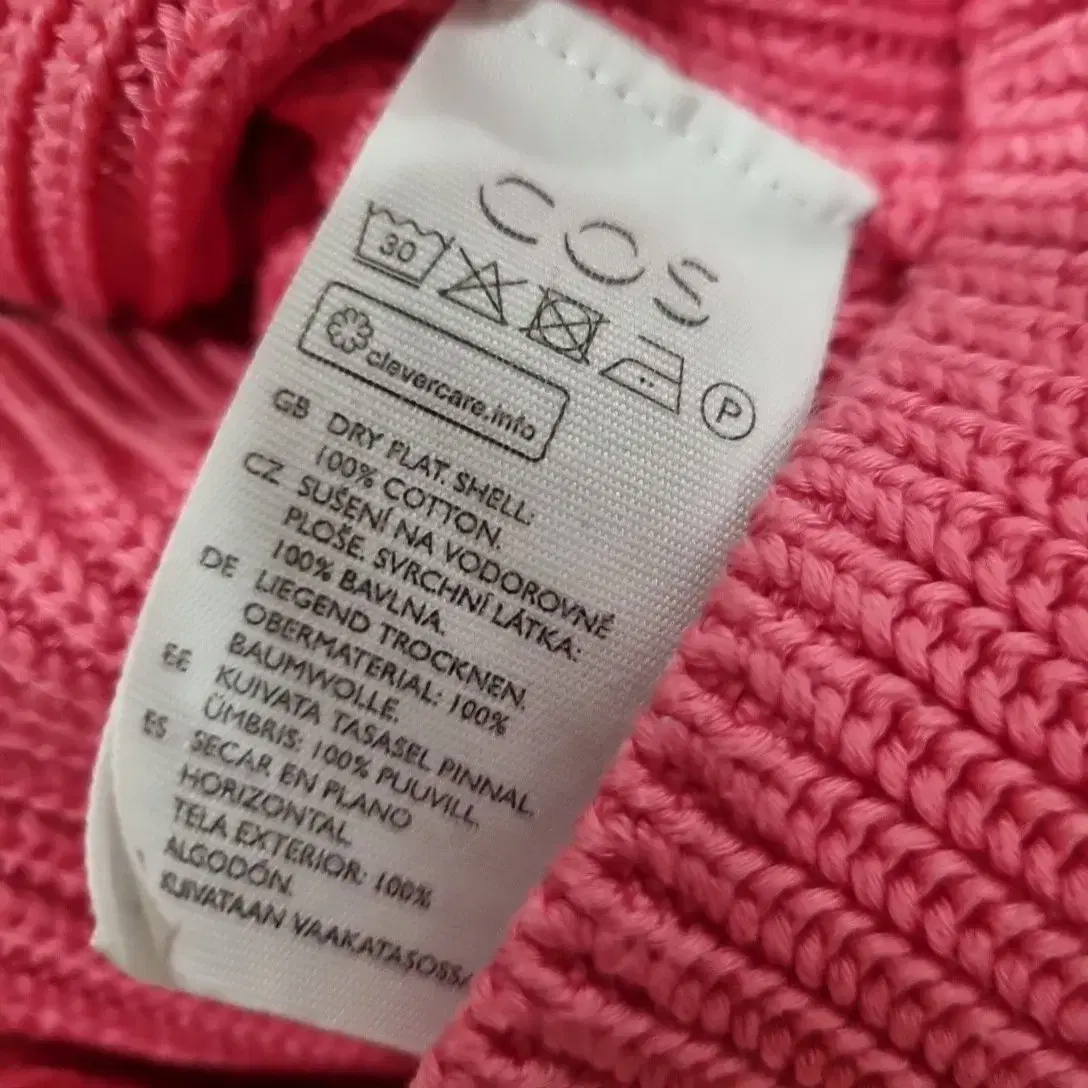 COS
30
P
clevercare.info
GB DRY FLAT. SHELL:
100% COTTON.
CZ SUŠENÍ NA VODOROVNÉ
PLOŠE. SVRCHNÍ LÁTKA:
100% BAVLNA.
DE LIEGEND TROCKNEN.
OBERMATERIAL: 100%
BAUMWOLLE.
EE KUIVATA TASASEL PINNAL.
ÜMBRIS: 100% PUUVILL.
ES SECAR EN PLANO
HORIZONTAL.
TELA EXTERIOR: 100%
ALGODÓN.
KUIVATAAN VAAKATASOSSA